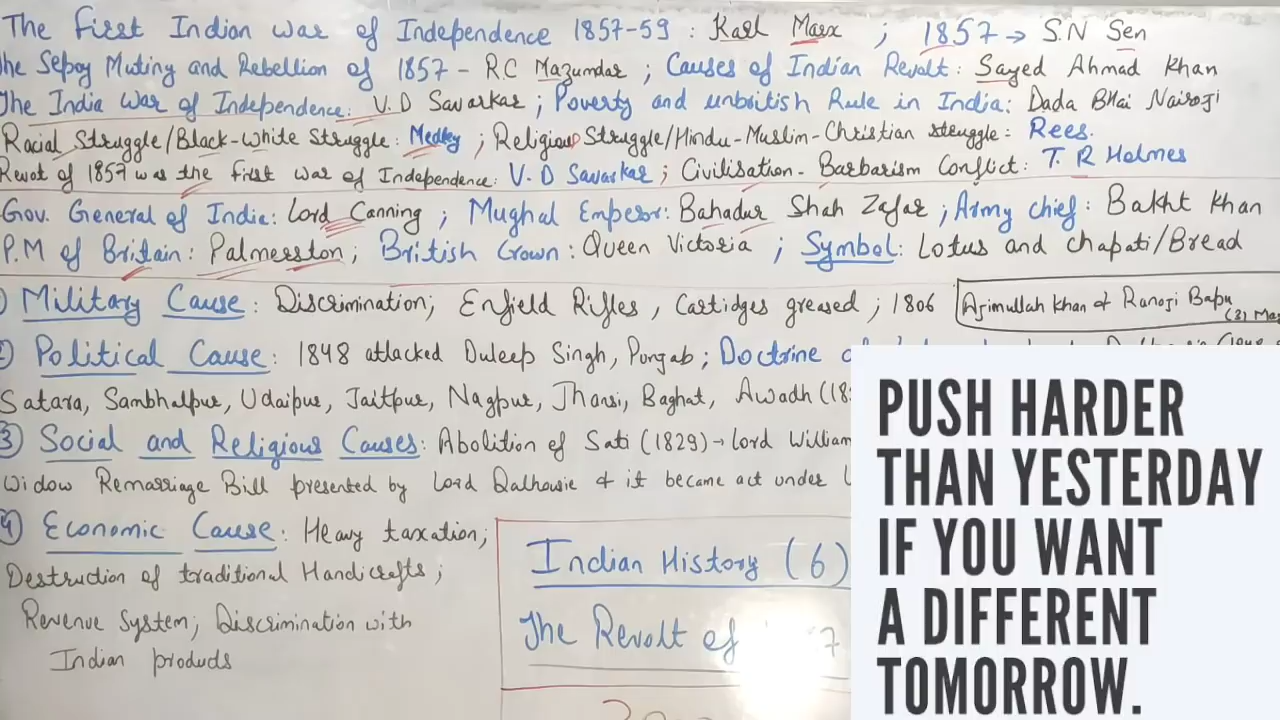 The First Indian War of Independence 1857-59 : Karl Marx ; 1857 → S.N Sen
he Sepoy Mutiny and Rebellion of 1857 - R.C Mazumdar ; Causes of Indian Revolt : Sayed Ahmad Khan
The India War of Independence : V.D Savarkar ; Poverty and unbritish Rule in India : Dada Bhai Nairoji
Racial Struggle/Black-White Struggle : Medley ; Religious Struggle/Hindu-Muslim-Christian struggle : Rees.
Revot of 1857 was the first War of Independence : V.D Savarkar ; Civilisation - Barbarism Conflict : T.R Holmes
Gov. General of India : Lord Canning ; Mughal Emperor : Bahadur Shah Zafar ; Army chief : Bakht Khan
P.M of Britain : Palmerston ; British Crown : Queen Victoria ; Symbol : Lotus and Chapati/Bread
Military Cause : Discrimination ; Enfield Rifles , Cartidges greased ; 1806
Ajimullah Khan & Ranoji Bapu
② Political Cause : 1848 attacked Duleep Singh, Punjab ; Doctrine
Satara, Sambhalpur, Udaipur, Jaitpur, Nagpur, Jhansi, Baghat, Awadh (18
③ Social and Religious Causes : Abolition of Sati (1829) → Lord William
Widow Remarriage Bill presented by Lord Dalhousie & it became act under L
④ Economic Cause : Heavy taxation ;
Destruction of traditional Handicrafts ;
Revenue System ; Discrimination with
Indian products
Indian History (6)
The Revolt of 7
PUSH HARDER
THAN YESTERDAY
IF YOU WANT
A DIFFERENT
TOMORROW.